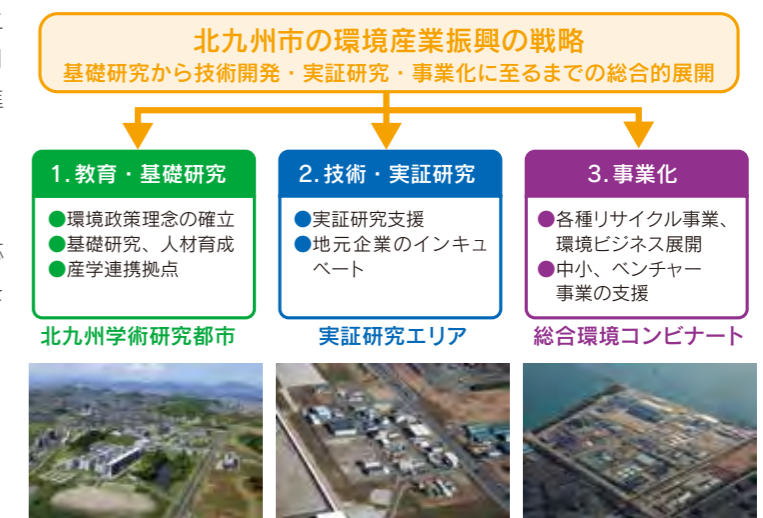 北九州市の環境産業振興の戦略
基礎研究から技術開発・実証研究・事業化に至るまでの総合的展開
1.教育・基礎研究
●環境政策理念の確立
●基礎研究、人材育成
●産学連携拠点
北九州学術研究都市
2.技術・実証研究
●実証研究支援
●地元企業のインキュ
ベート
実証研究エリア
3.事業化
●各種リサイクル事業、
環境ビジネス展開
●中小、ベンチャー
事業の支援
総合環境コンビナート